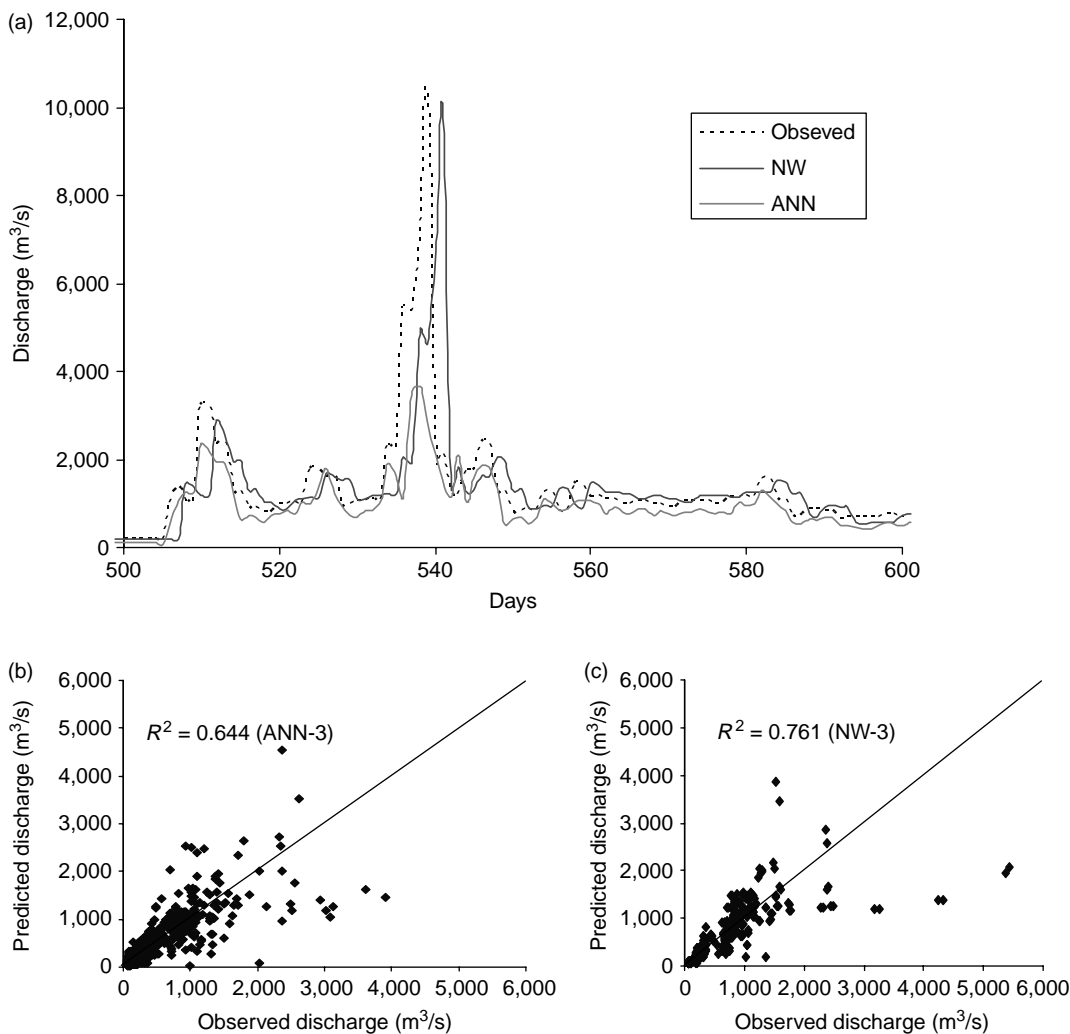 (a)
12,000
10,000
8,000
6,000
4,000
2,000
0
Discharge (m³/s)
500
520
540
560
580
600
Days
Obseved
NW
ANN
(b)
6,000
5,000
4,000
3,000
2,000
1,000
0
Predicted discharge (m³/s)
R² = 0.644 (ANN-3)
0
1,000
2,000
3,000
4,000
5,000
6,000
Observed discharge (m³/s)
(c)
6,000
5,000
4,000
3,000
2,000
1,000
0
Predicted discharge (m³/s)
R² = 0.761 (NW-3)
0
1,000
2,000
3,000
4,000
5,000
6,000
Observed discharge (m³/s)